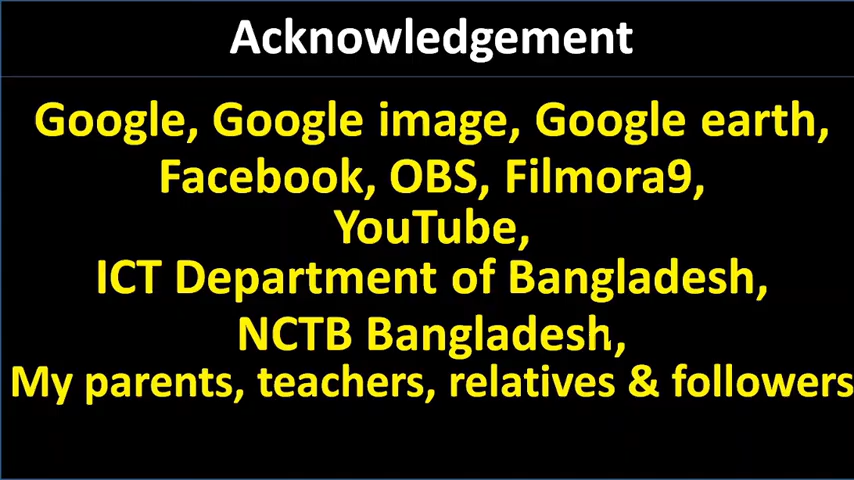 Acknowledgement
Google, Google image, Google earth,
Facebook, OBS, Filmora9,
YouTube,
ICT Department of Bangladesh,
NCTB Bangladesh,
My parents, teachers, relatives & followers